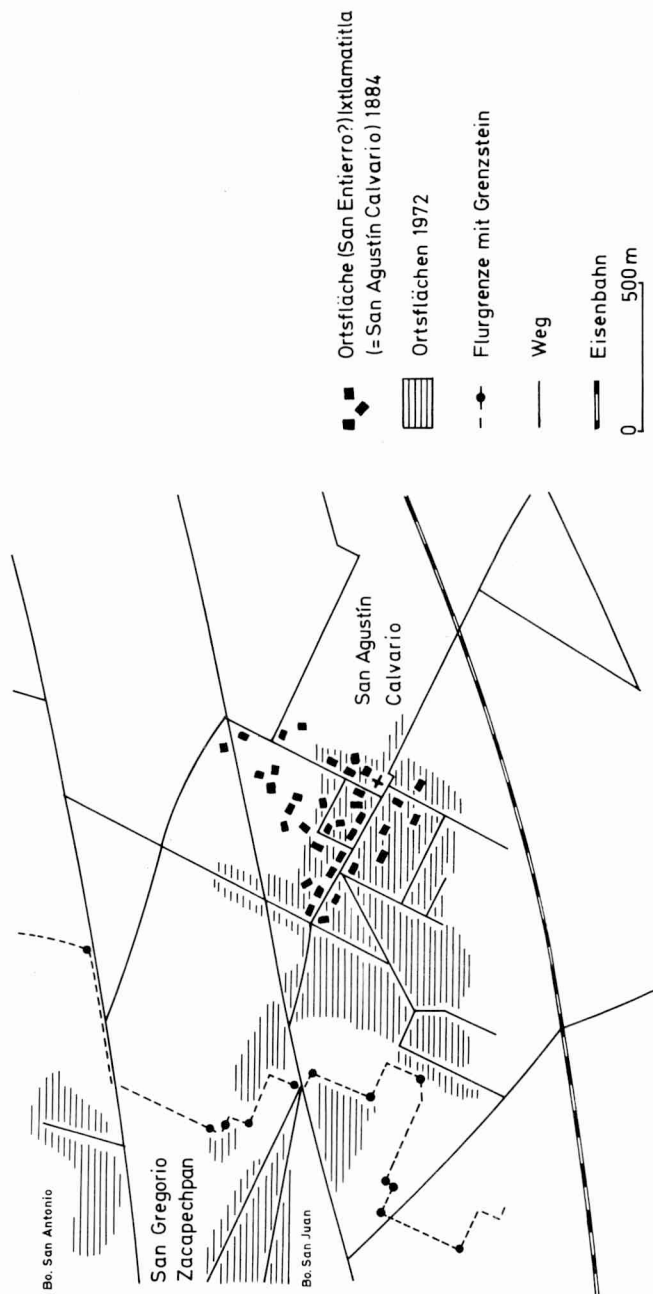 Bo. San Antonio
San Gregorio
Zacapechpan
Bo. San Juan
San Agustín
Calvario
Ortsfläche (San Entierro?) Ixtlamatitla
(= San Agustín Calvario) 1884
Ortsflächen 1972
Flurgrenze mit Grenzstein
Weg
Eisenbahn
0
500 m